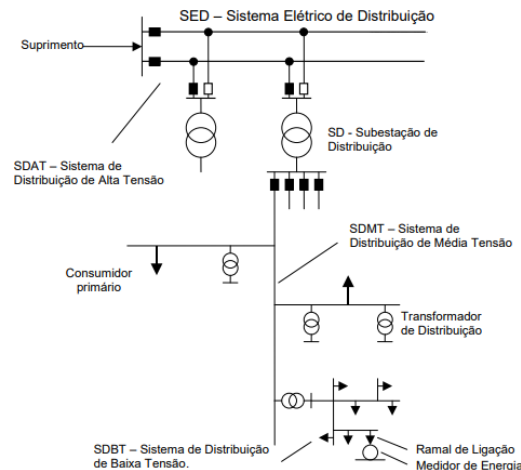 SED – Sistema Elétrico de Distribuição
Suprimento
SD - Subestação de
Distribuição
SDAT – Sistema de
Distribuição de Alta Tensão
SDMT – Sistema de
Distribuição de Média Tensão
Consumidor
primário
Transformador
de Distribuição
SDBT – Sistema de Distribuição
de Baixa Tensão.
Ramal de Ligação
Medidor de Energia